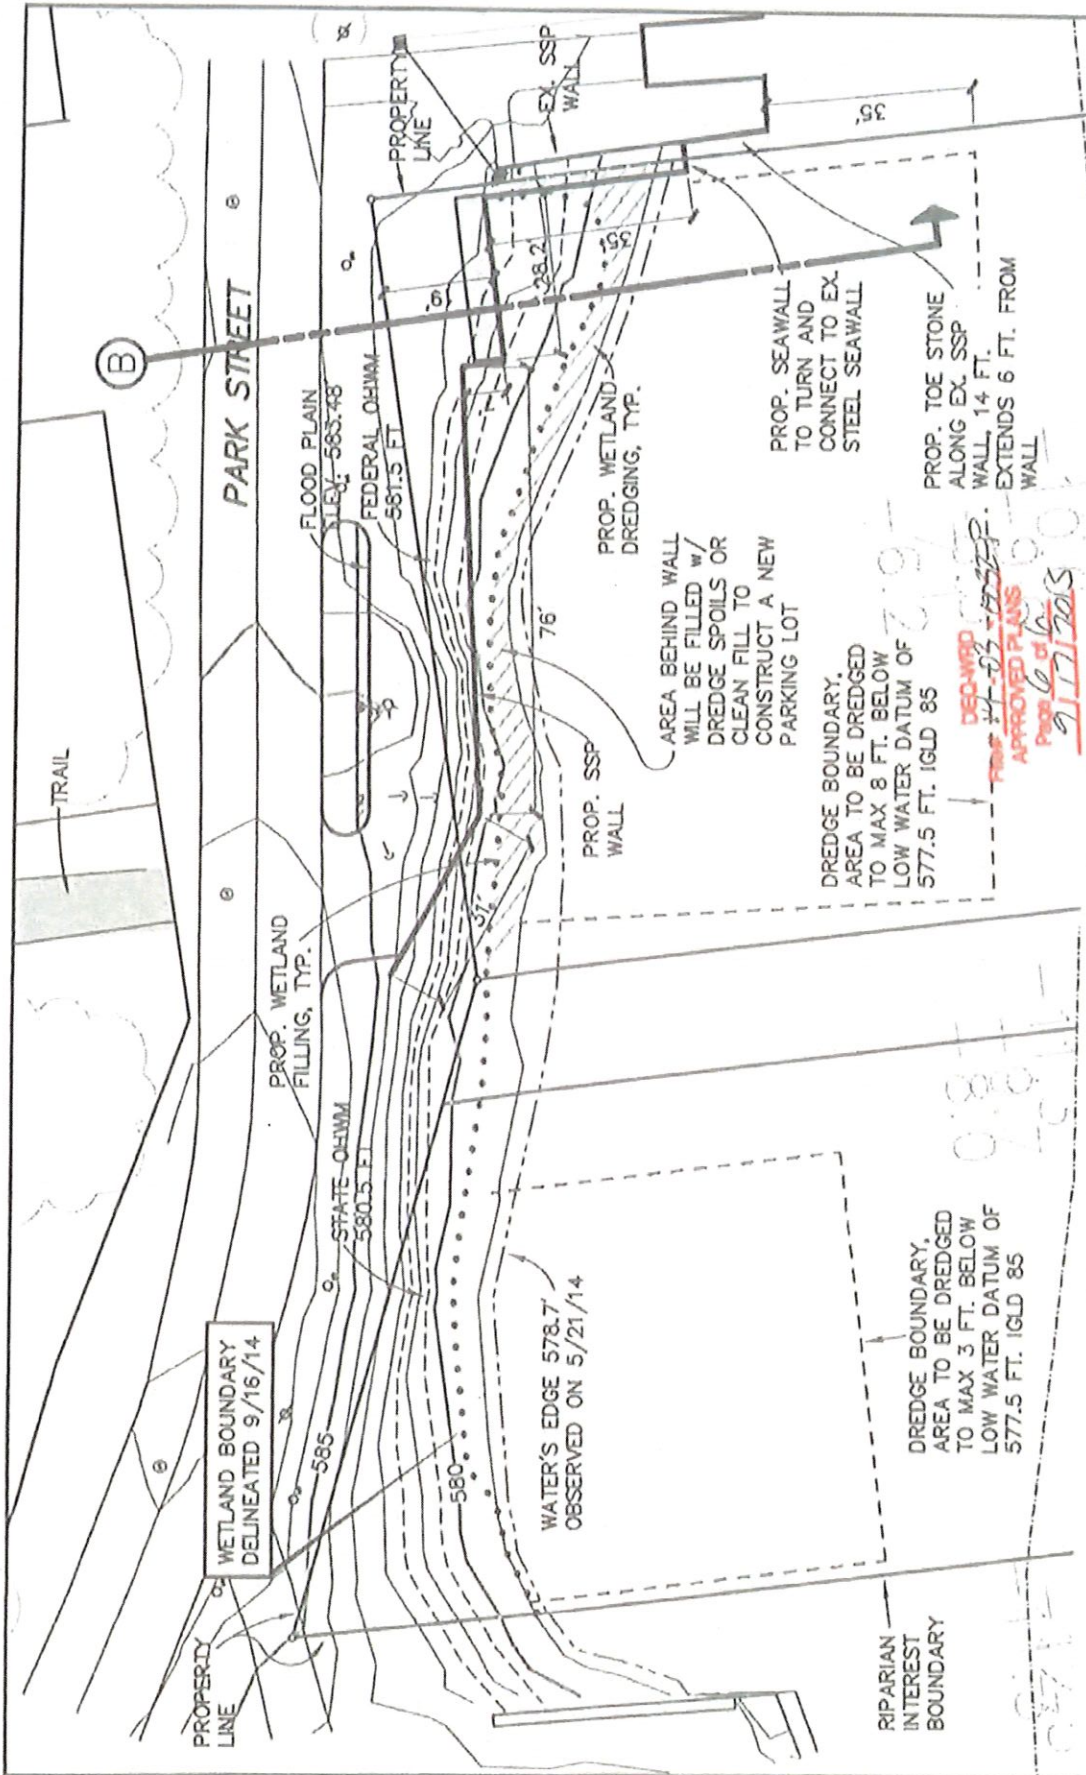 TRAIL
PARK STREET
B
PROPERTY
LINE
EX. SSP
WALL
35'
FLOOD PLAIN
ELEV. 583.48
FEDERAL OHWM
581.5 FT
19'
28.2'
35'
WETLAND BOUNDARY
DELINEATED 9/16/14
PROPERTY
LINE
585
580
STATE OHWM
580.5 FT
PROP. WETLAND
FILLING, TYP.
37'
76'
WATER'S EDGE 578.7'
OBSERVED ON 5/21/14
PROP. SSP
WALL
AREA BEHIND WALL
WILL BE FILLED w/
DREDGE SPOILS OR
CLEAN FILL TO
CONSTRUCT A NEW
PARKING LOT
PROP. WETLAND
DREDGING, TYP.
PROP. SEAWALL
TO TURN AND
CONNECT TO EX.
STEEL SEAWALL
PROP. TOE STONE
ALONG EX. SSP
WALL, 14 FT.
EXTENDS 6 FT. FROM
WALL
DREDGE BOUNDARY,
AREA TO BE DREDGED
TO MAX 8 FT. BELOW
LOW WATER DATUM OF
577.5 FT. IGLD 85
DREDGE BOUNDARY,
AREA TO BE DREDGED
TO MAX 3 FT. BELOW
LOW WATER DATUM OF
577.5 FT. IGLD 85
RIPARIAN
INTEREST
BOUNDARY
DEQ-WRD
File#
APPROVED PLANS
Page 6 of 6